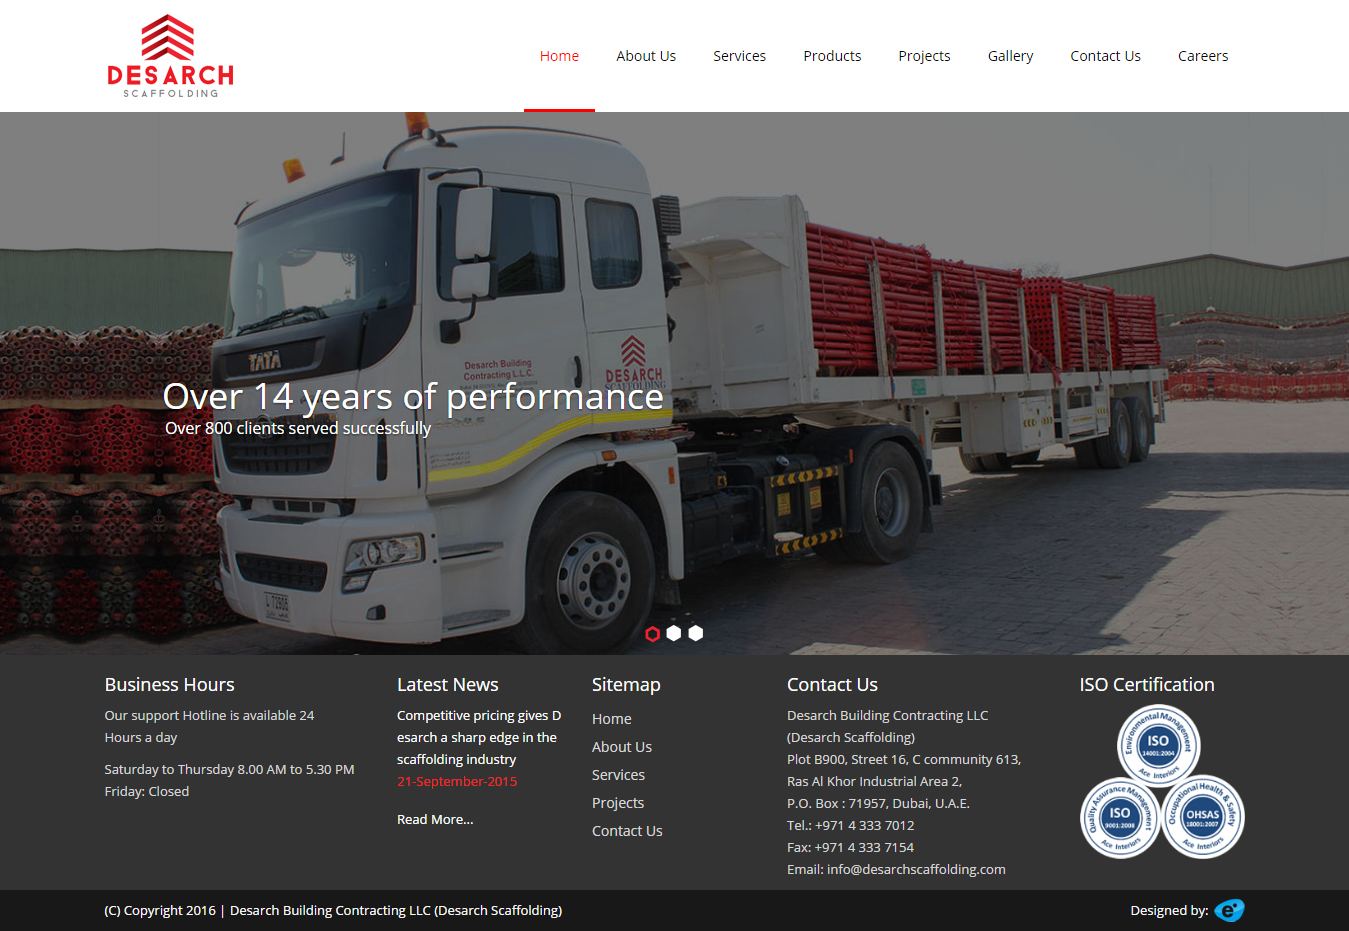 DESARCH
SCAFFOLDING
Home
About Us
Services
Products
Projects
Gallery
Contact Us
Careers
TATA
Desarch Building
Contracting L.L.C.
DESARCH
SCAFFOLDING
Over 14 years of performance
Over 800 clients served successfully
Business Hours
Our support Hotline is available 24
Hours a day
Saturday to Thursday 8.00 AM to 5.30 PM
Friday: Closed
Latest News
Competitive pricing gives D
esarch a sharp edge in the
scaffolding industry
21-September-2015
Read More...
Sitemap
Home
About Us
Services
Projects
Contact Us
Contact Us
Desarch Building Contracting LLC
(Desarch Scaffolding)
Plot B900, Street 16, C community 613,
Ras Al Khor Industrial Area 2,
P.O. Box : 71957, Dubai, U.A.E.
Tel.: +971 4 333 7012
Fax: +971 4 333 7154
Email: info@desarchscaffolding.com
ISO Certification
Environmental Management
ISO
14001:2004
Ace Interiors
Quality Assurance Management
ISO
9001:2008
Ace Interiors
Occupational Health & Safety
OHSAS
18001:2007
Ace Interiors
(C) Copyright 2016 | Desarch Building Contracting LLC (Desarch Scaffolding)
Designed by: e